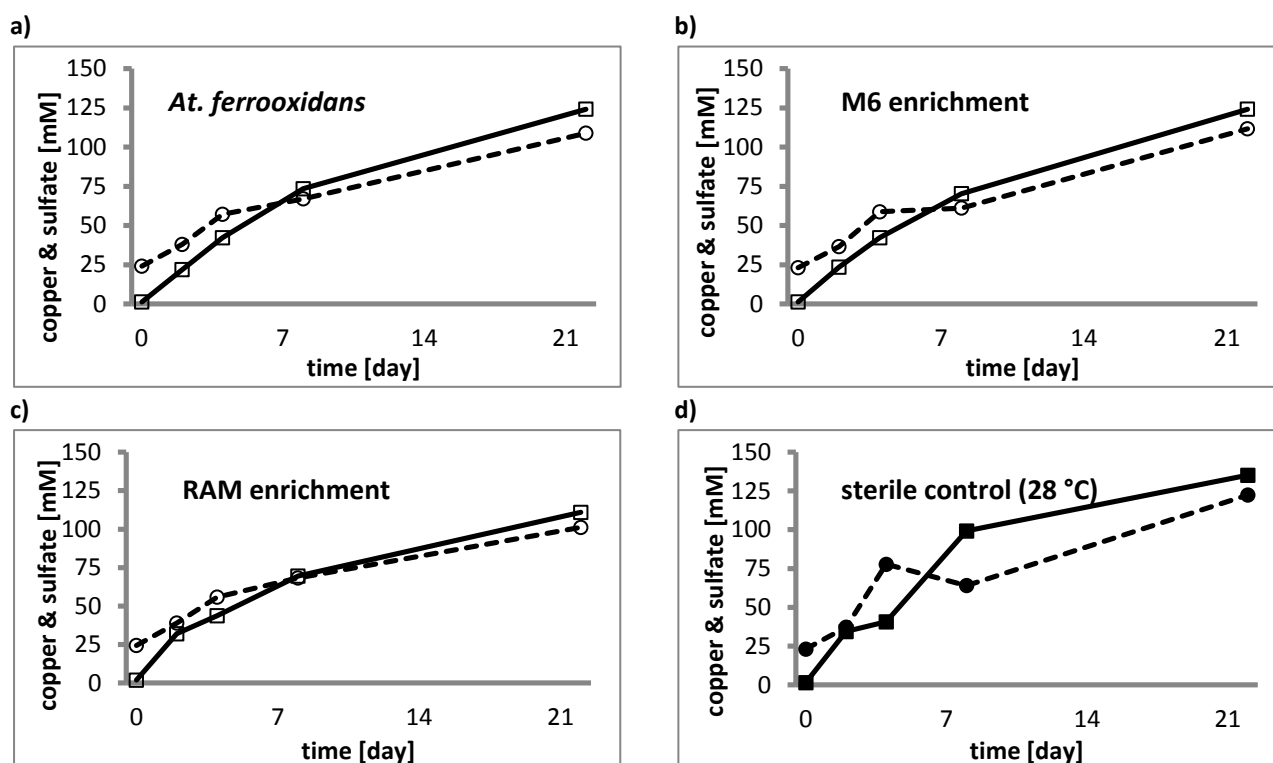 a)
copper & sulfate [mM]
150
125
100
75
50
25
0
At. ferrooxidans
0 7 14 21
time [day]
b)
copper & sulfate [mM]
150
125
100
75
50
25
0
M6 enrichment
0 7 14 21
time [day]
c)
copper & sulfate [mM]
150
125
100
75
50
25
0
RAM enrichment
0 7 14 21
time [day]
d)
copper & sulfate [mM]
150
125
100
75
50
25
0
sterile control (28 °C)
0 7 14 21
time [day]